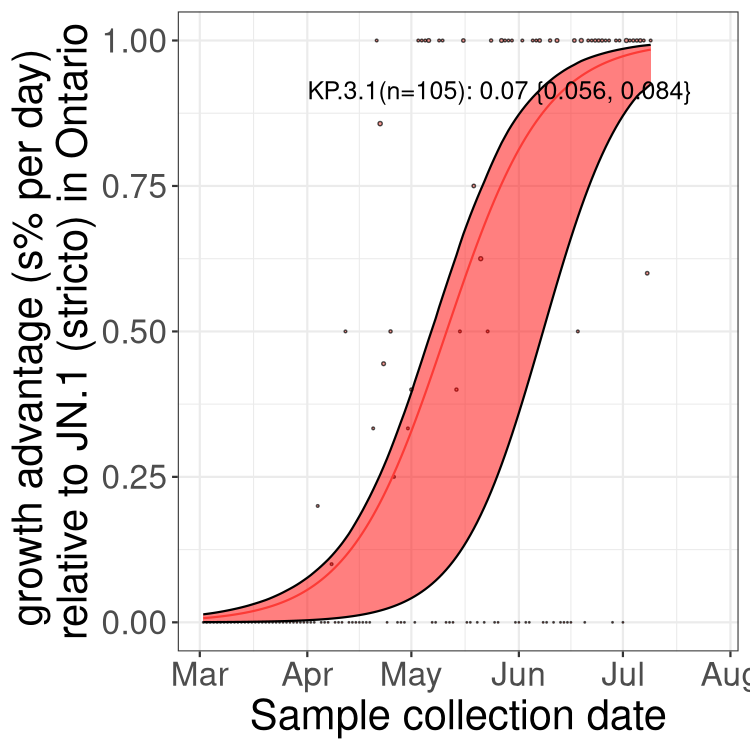 growth advantage (s% per day)
relative to JN.1 (stricto) in Ontario
1.00
0.75
0.50
0.25
0.00
KP.3.1(n=105): 0.07 {0.056, 0.084}
Mar Apr May Jun Jul Aug
Sample collection date